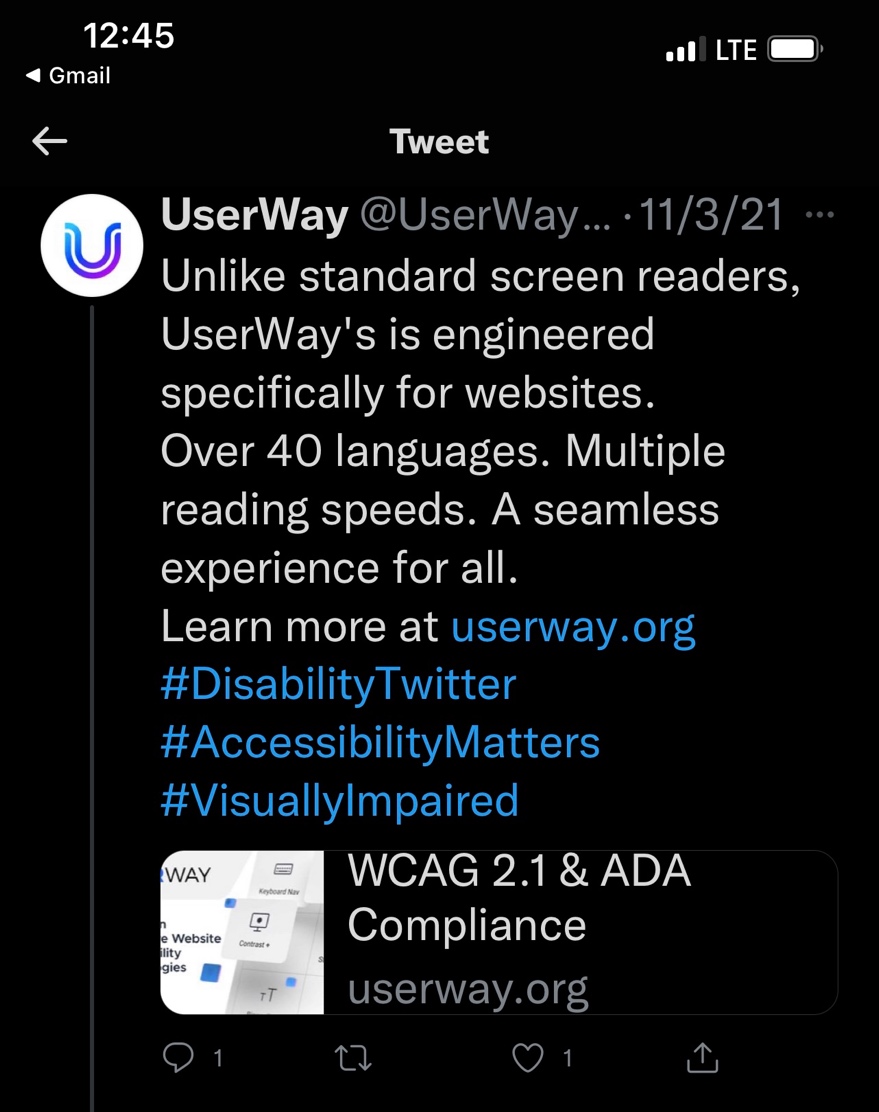 12:45
LTE
◀ Gmail
Tweet
UserWay @UserWay... · 11/3/21
Unlike standard screen readers,
UserWay's is engineered
specifically for websites.
Over 40 languages. Multiple
reading speeds. A seamless
experience for all.
Learn more at userway.org
#DisabilityTwitter
#AccessibilityMatters
#VisuallyImpaired
WAY
Keyboard Nav
e Website
ility
gies
Contrast +
TT
WCAG 2.1 & ADA
Compliance
userway.org
1
1